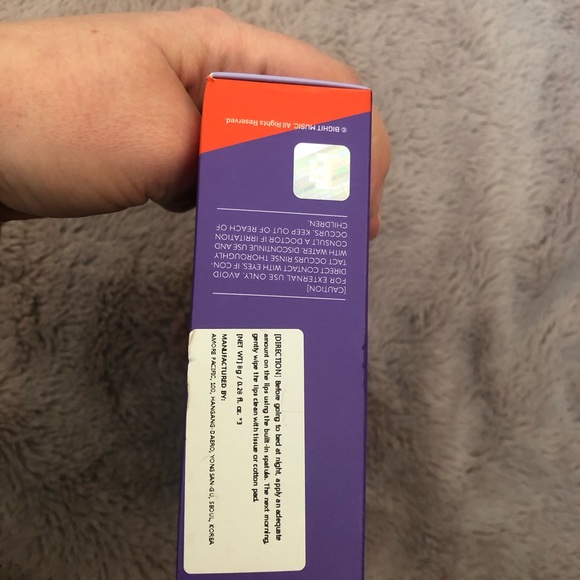 © BIGHIT MUSIC. All Rights Reserved.
[CAUTION]
FOR EXTERNAL USE ONLY. AVOID
DIRECT CONTACT WITH EYES. IF CON-
TACT OCCURS RINSE THOROUGHLY
WITH WATER. DISCONTINUE USE AND
CONSULT A DOCTOR IF IRRITATION
OCCURS. KEEP OUT OF REACH OF
CHILDREN.
[DIRECTION] Before going to bed at night, apply an adequate
amount on the lips using the built-in spatula. The next morning,
gently wipe the lips clean with tissue or cotton pad.
[NET WT] 8g / 0.28 fl. oz. *3
MANUFACTURED BY:
AMORE PACIFIC, 100, HANGANG-DAERO, YONGSAN-GU, SEOUL, KOREA